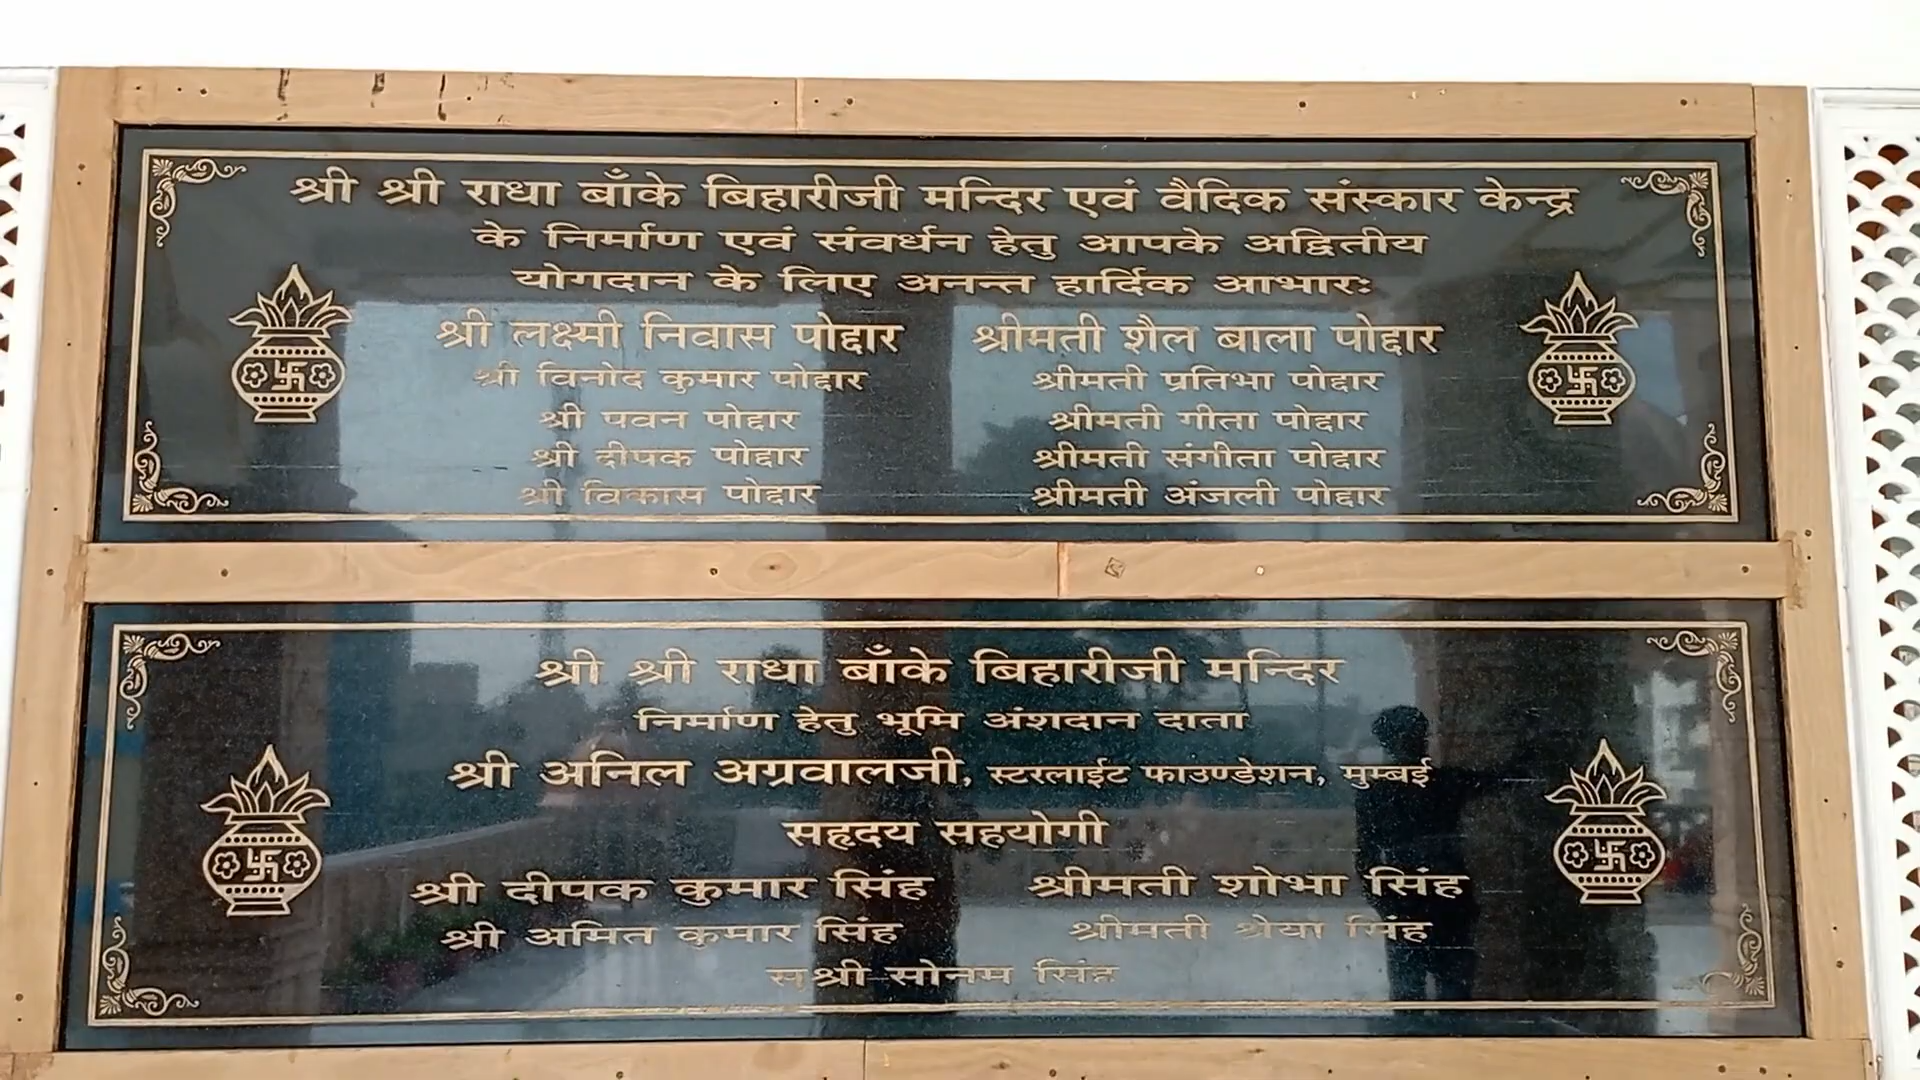 श्री श्री राधा बाँके बिहारीजी मन्दिर एवं वैदिक संस्कार केन्द्र
के निर्माण एवं संवर्धन हेतु आपके अद्वितीय
योगदान के लिए अनन्त हार्दिक आभारः
श्री लक्ष्मी निवास पोद्दार श्रीमती शैल बाला पोद्दार
श्री विनोद कुमार पोद्दार श्रीमती प्रतिभा पोद्दार
श्री पवन पोद्दार श्रीमती गीता पोद्दार
श्री दीपक पोद्दार श्रीमती संगीता पोद्दार
श्री विकास पोद्दार श्रीमती अंजली पोद्दार
श्री श्री राधा बाँके बिहारीजी मन्दिर
निर्माण हेतु भूमि अंशदान दाता
श्री अनिल अग्रवालजी, स्टरलाईट फाउण्डेशन, मुम्बई
सहृदय सहयोगी
श्री दीपक कुमार सिंह श्रीमती शोभा सिंह
श्री अमित कुमार सिंह श्रीमती श्रेया सिंह
सुश्री सोनम सिंह